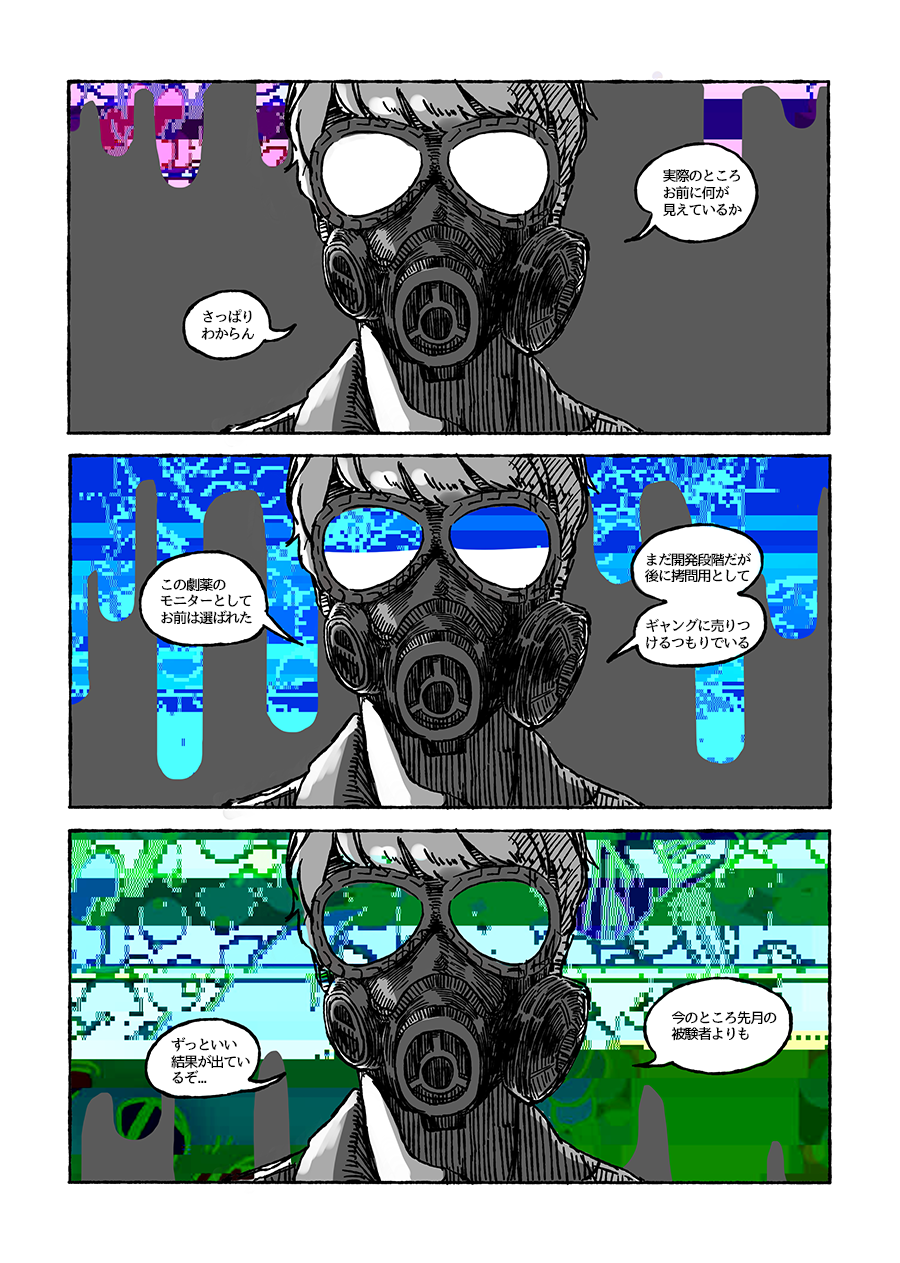 実際のところ
お前に何が
見えているか
さっぱり
わからん
まだ開発段階だが
後に拷問用として
ギャングに売りつ
けるつもりでいる
この劇薬の
モニターとして
お前は選ばれた
今のところ先月の
被験者よりも
ずっといい
結果が出てい
るぞ...